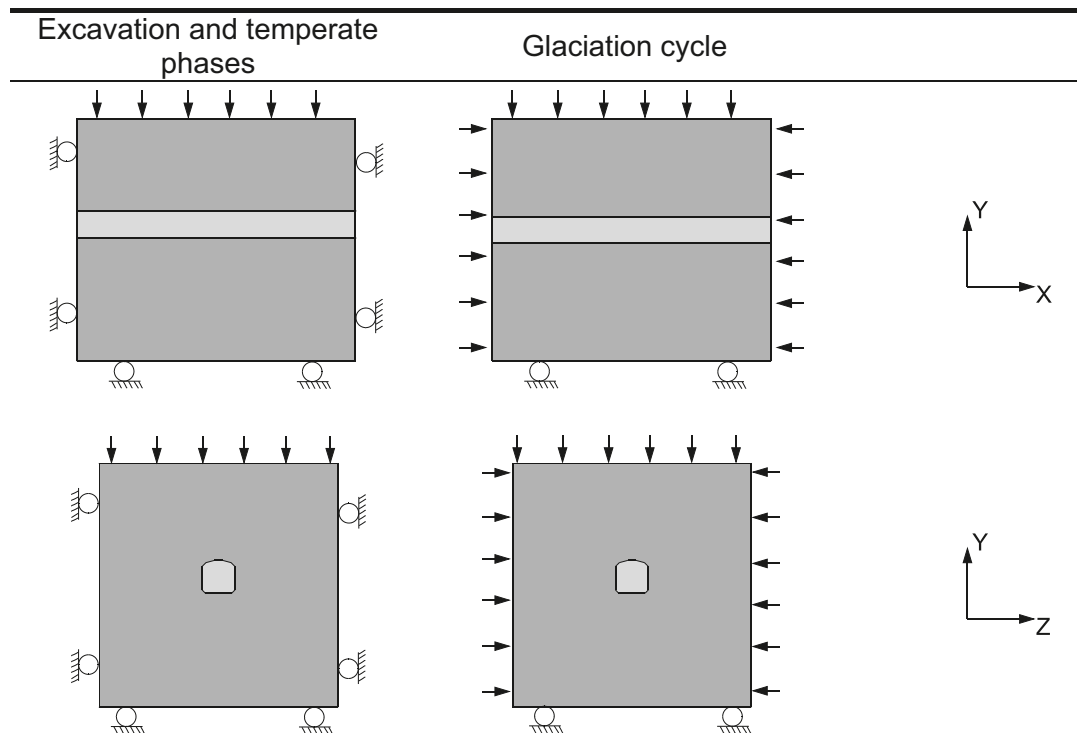 Excavation and temperate
phases
Glaciation cycle
Y
X
Y
Z